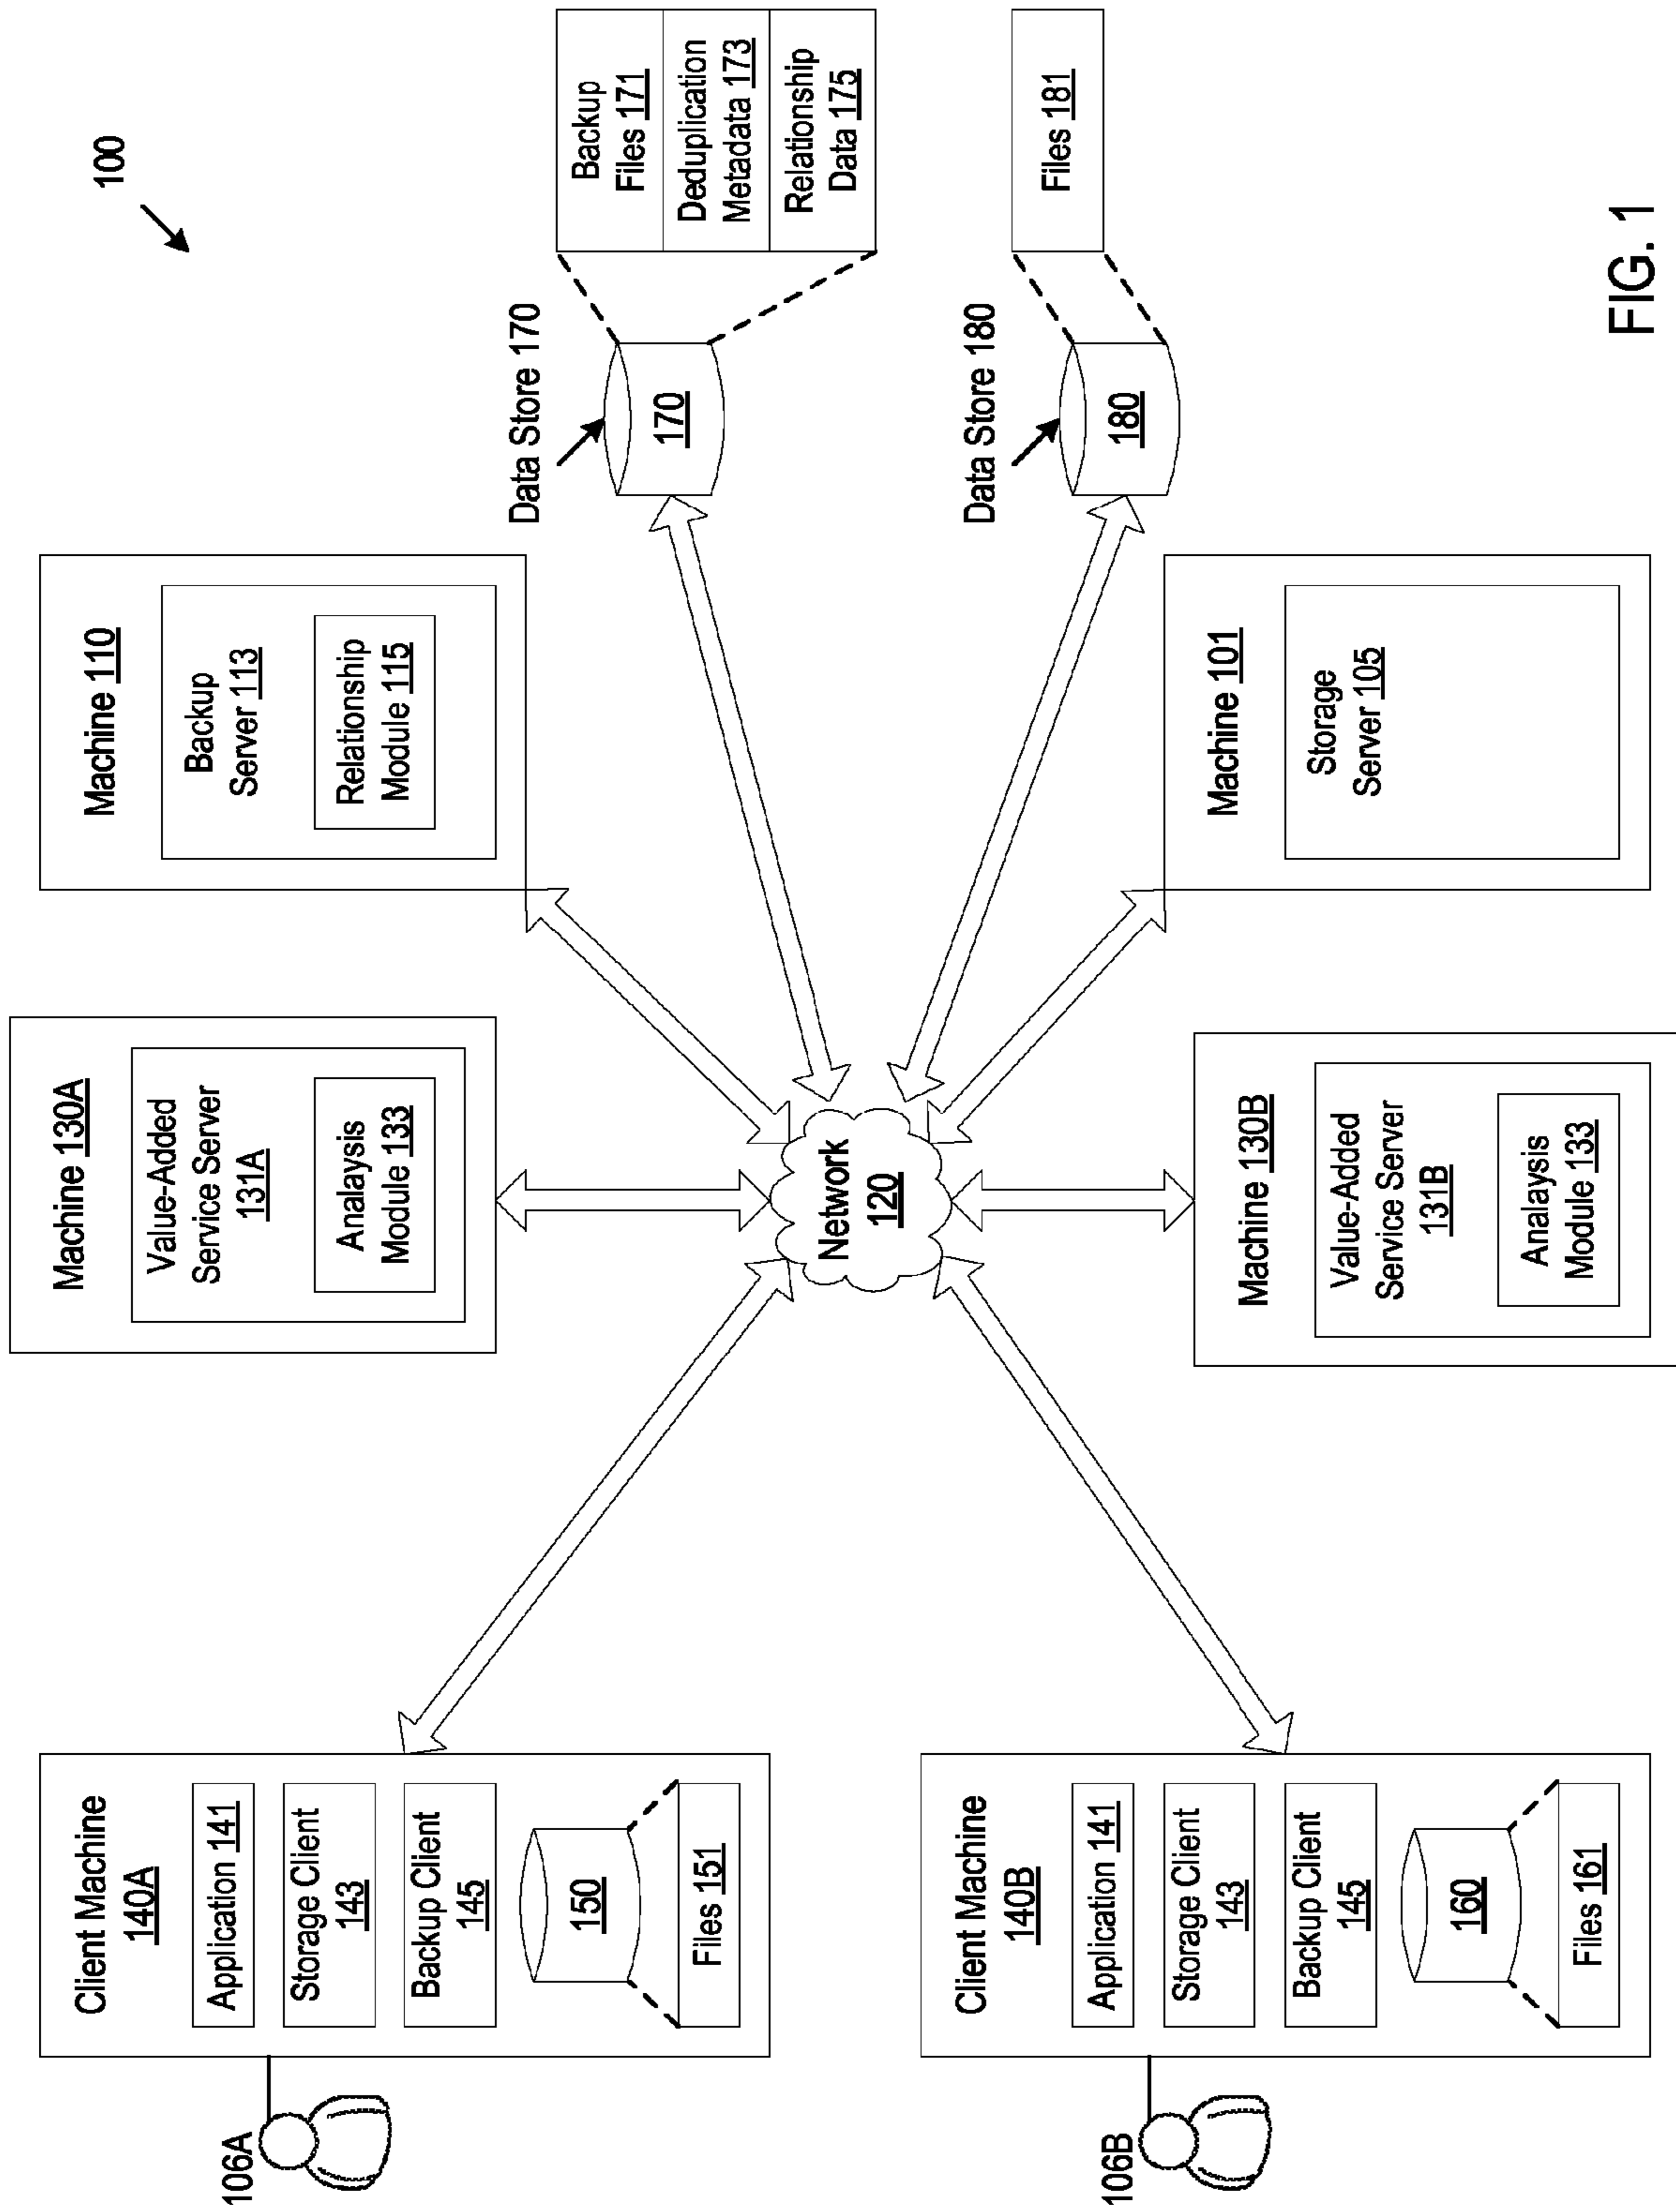 100
Client Machine
140A
Application 141
Storage Client
143
Backup Client
145
150
Files 151
106A
Machine 130A
Value-Added
Service Server
131A
Analaysis
Module 133
Machine 110
Backup
Server 113
Relationship
Module 115
Data Store 170
170
Backup
Files 171
Deduplication
Metadata 173
Relationship
Data 175
Network
120
Data Store 180
180
Files 181
Client Machine
140B
Application 141
Storage Client
143
Backup Client
145
160
Files 161
106B
Machine 130B
Value-Added
Service Server
131B
Analaysis
Module 133
Machine 101
Storage
Server 105
FIG. 1